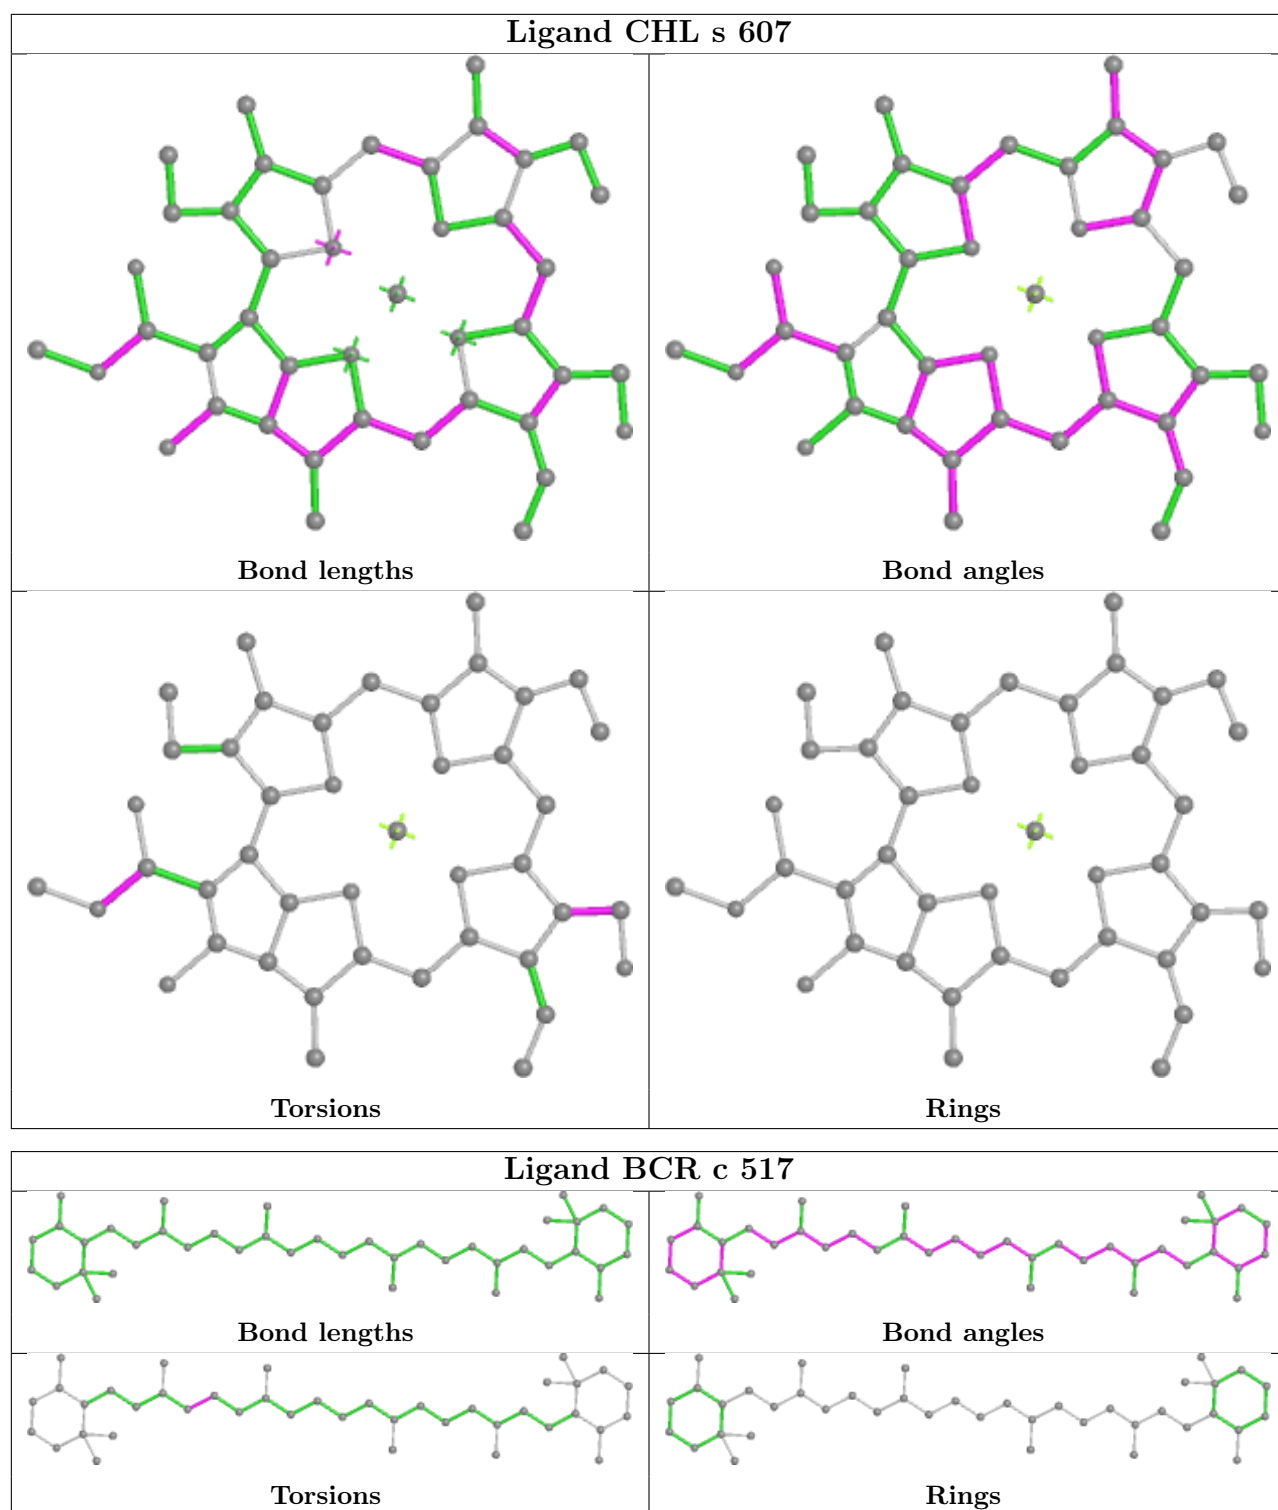 Ligand CHL s 607
Bond lengths
Bond angles
Torsions
Rings
Ligand BCR c 517
Bond lengths
Bond angles
Torsions
Rings